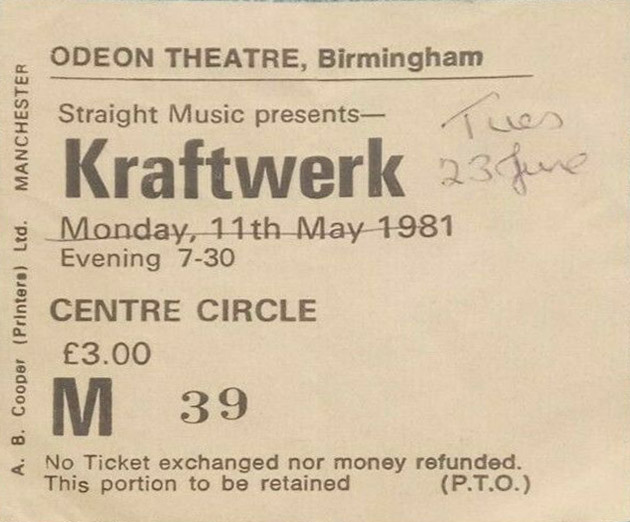 ODEON THEATRE, Birmingham
Straight Music presents—
Kraftwerk
Tues
23 June
Monday, 11th May 1981
Evening 7-30
CENTRE CIRCLE
£3.00
M 39
No Ticket exchanged nor money refunded.
This portion to be retained (P.T.O.)
A. B. Cooper (Printers) Ltd. MANCHESTER